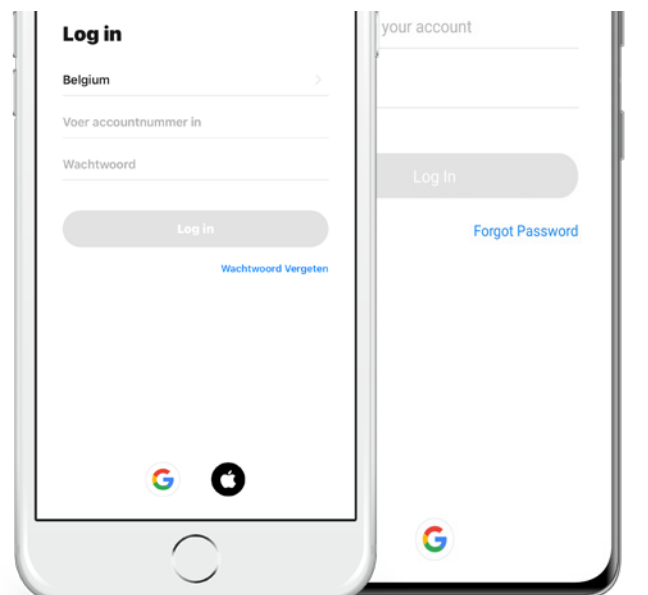 Log in
Belgium
Voer accountnummer in
Wachtwoord
Log in
Wachtwoord Vergeten
your account
Log In
Forgot Password